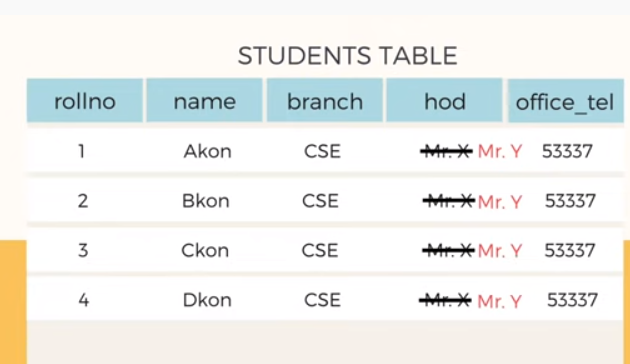 STUDENTS TABLE
rollno name branch hod office_tel
1 Akon CSE Mr. X Mr. Y 53337
2 Bkon CSE Mr. X Mr. Y 53337
3 Ckon CSE Mr. X Mr. Y 53337
4 Dkon CSE Mr. X Mr. Y 53337